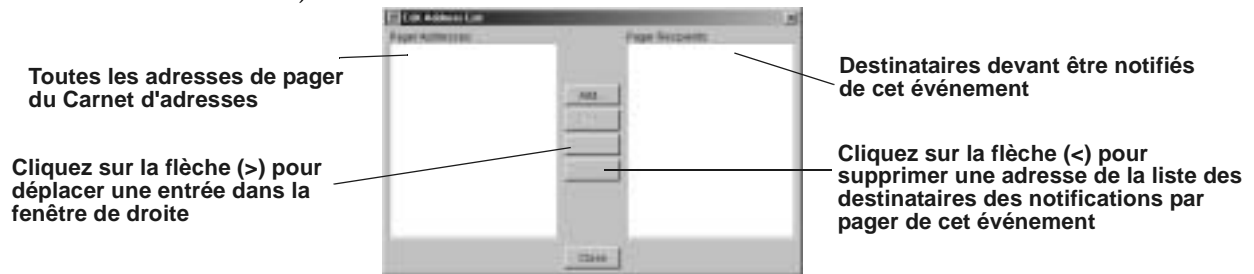 Edit Address List
Pager Addresses
Pager Recipients
Toutes les adresses de pager
du Carnet d'adresses
Destinataires devant être notifiés
de cet événement
Add...
Cliquez sur la flèche (>) pour
déplacer une entrée dans la
fenêtre de droite
Cliquez sur la flèche (<) pour
supprimer une adresse de la liste des
destinataires des notifications par
pager de cet événement
Close